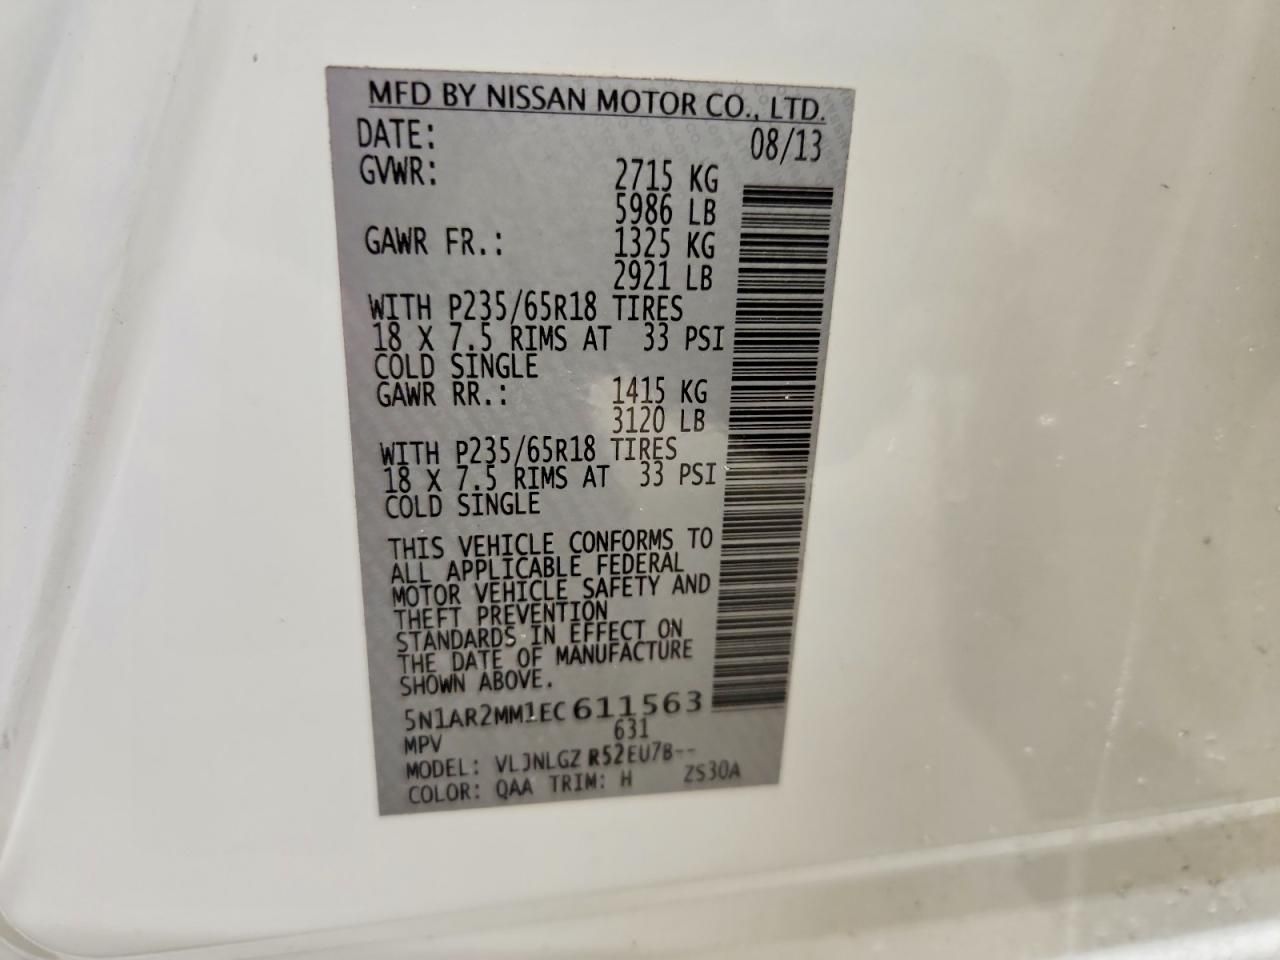 MFD BY NISSAN MOTOR CO., LTD.
DATE: 08/13
GVWR: 2715 KG
5986 LB
GAWR FR.: 1325 KG
2921 LB
WITH P235/65R18 TIRES
18 X 7.5 RIMS AT 33 PSI
COLD SINGLE
GAWR RR.: 1415 KG
3120 LB
WITH P235/65R18 TIRES
18 X 7.5 RIMS AT 33 PSI
COLD SINGLE
THIS VEHICLE CONFORMS TO
ALL APPLICABLE FEDERAL
MOTOR VEHICLE SAFETY AND
THEFT PREVENTION
STANDARDS IN EFFECT ON
THE DATE OF MANUFACTURE
SHOWN ABOVE.
5N1AR2MM1EC611563
MPV 631
MODEL: VLJNLGZ R52EU7B--
COLOR: QAA TRIM: H ZS30A